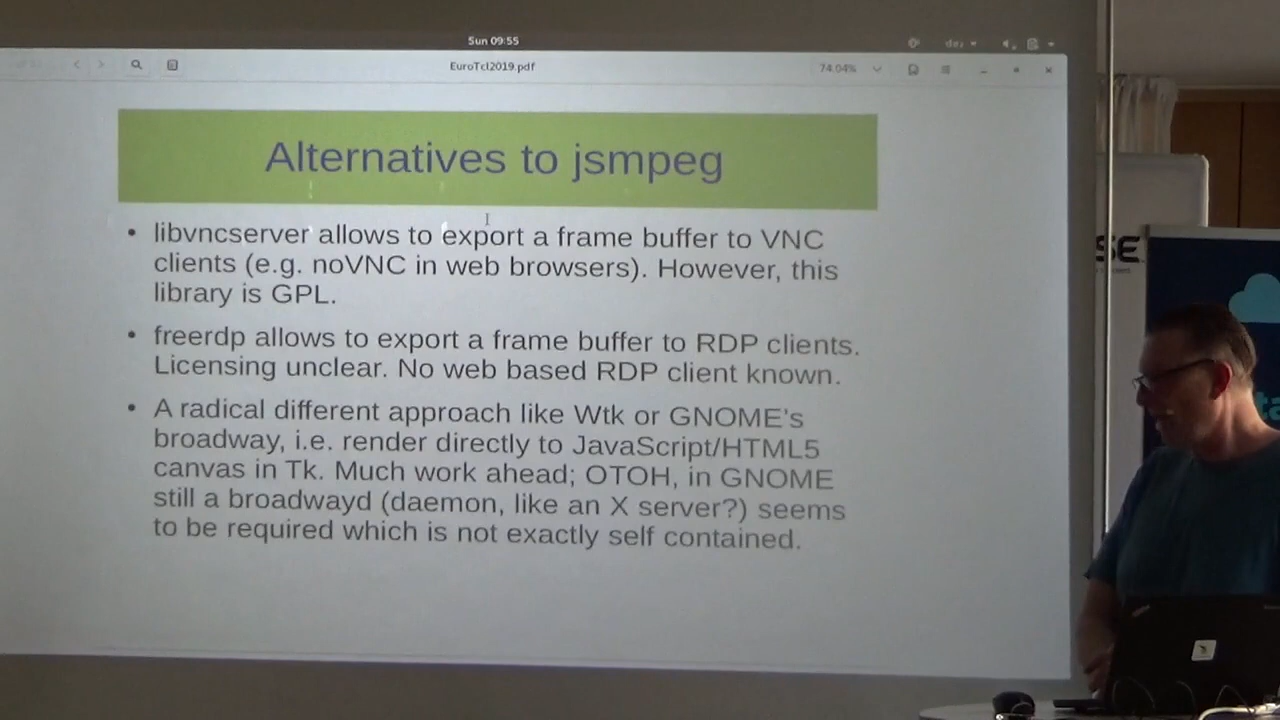 Sun 09:55
EuroTcl2019.pdf
74.04%
Alternatives to jsmpeg
• libvncserver allows to export a frame buffer to VNC
clients (e.g. noVNC in web browsers). However, this
library is GPL.
• freerdp allows to export a frame buffer to RDP clients.
Licensing unclear. No web based RDP client known.
• A radical different approach like Wtk or GNOME's
broadway, i.e. render directly to JavaScript/HTML5
canvas in Tk. Much work ahead; OTOH, in GNOME
still a broadwayd (daemon, like an X server?) seems
to be required which is not exactly self contained.
SE